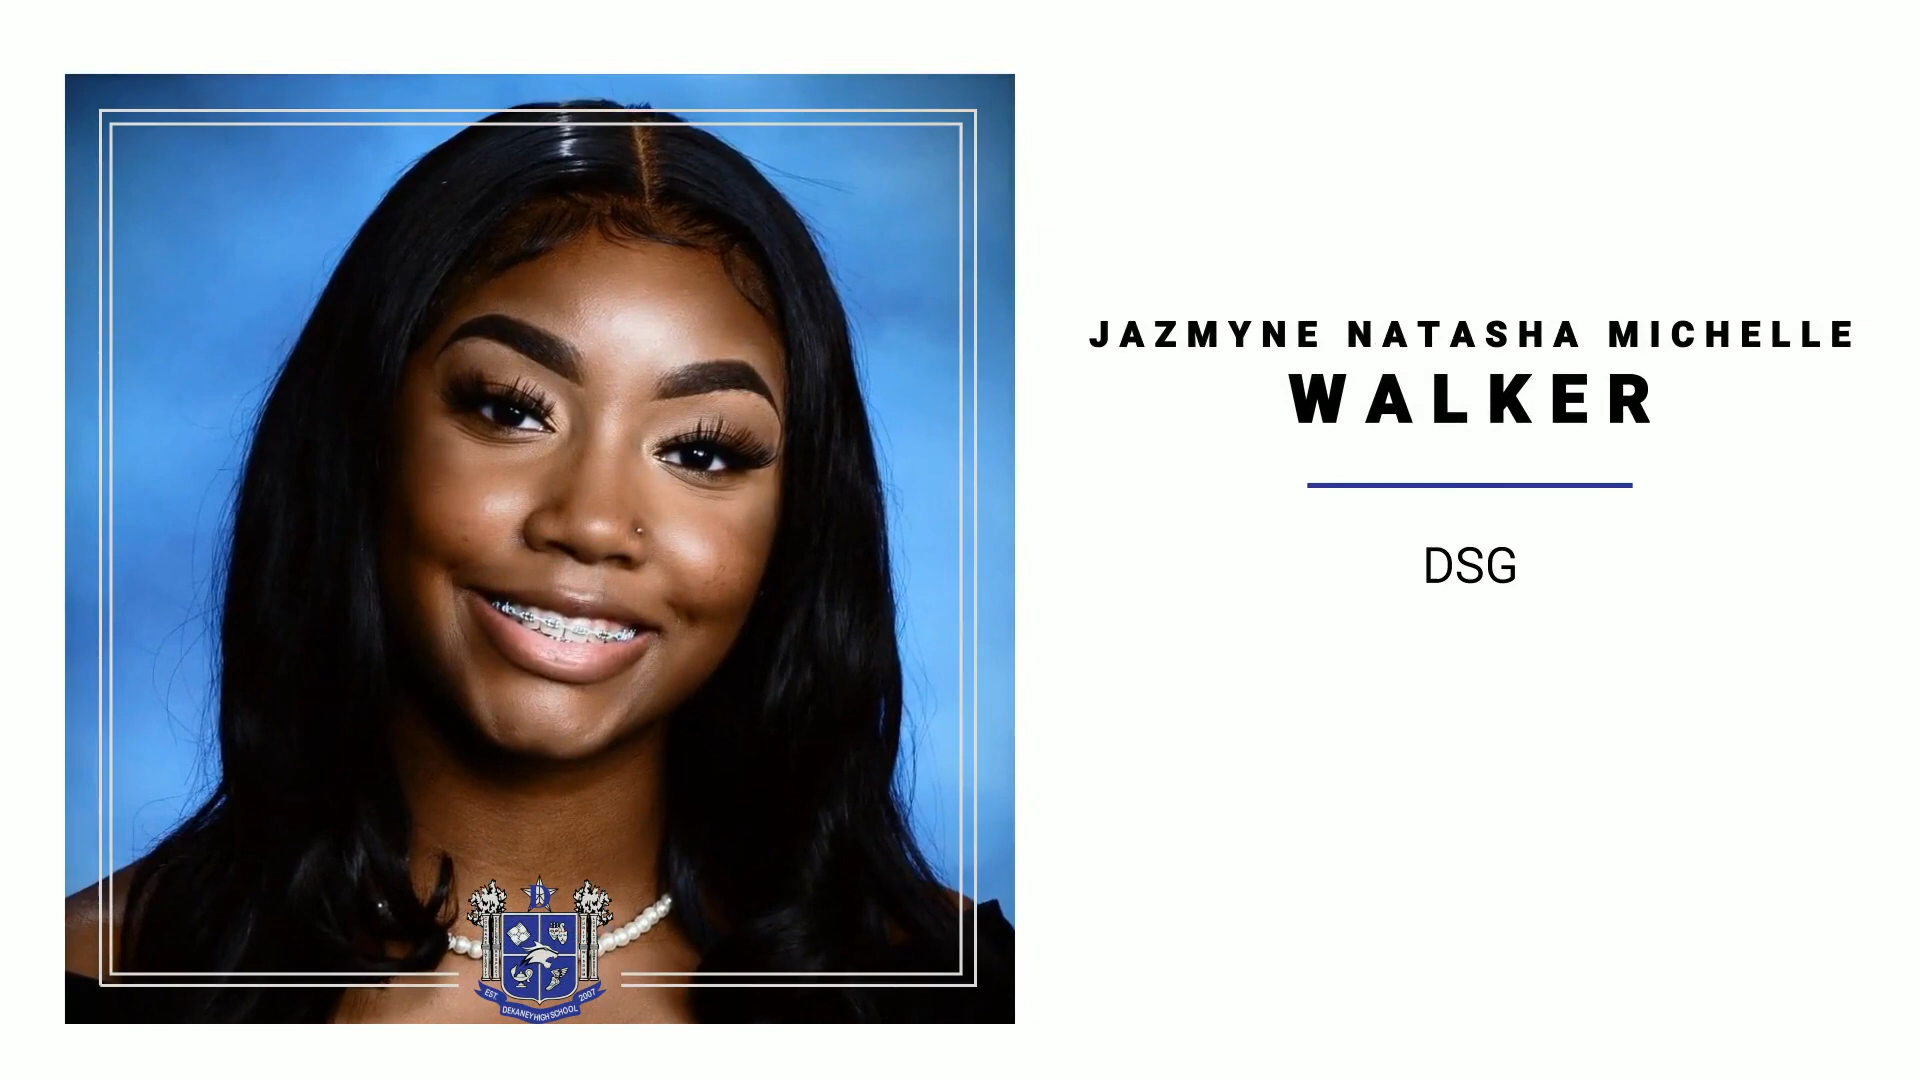 JAZMYNE NATASHA MICHELLE
WALKER
DSG
D
EST. 2007
DEKANEY HIGH SCHOOL